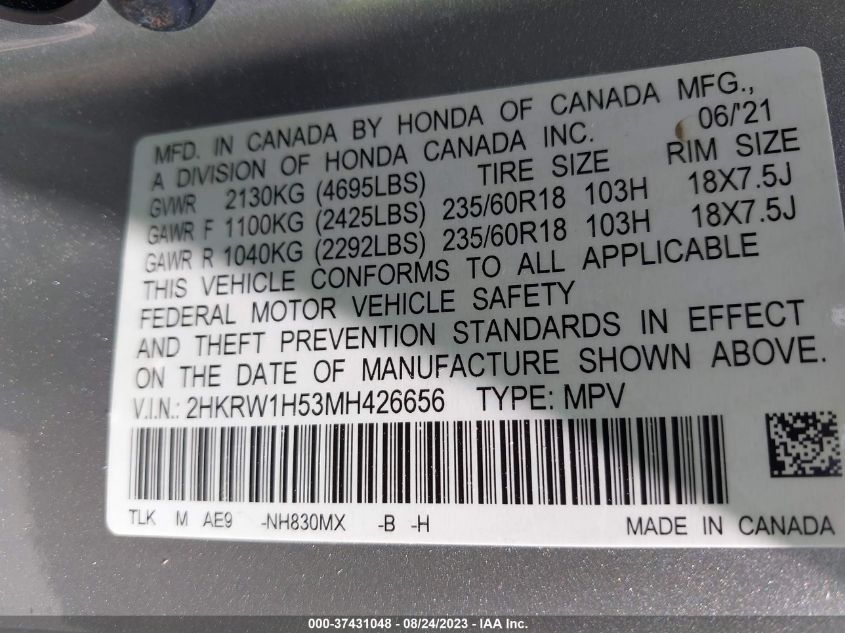 MFD. IN CANADA BY HONDA OF CANADA MFG.,
A DIVISION OF HONDA CANADA INC. 06/'21
GVWR 2130KG (4695LBS) TIRE SIZE RIM SIZE
GAWR F 1100KG (2425LBS) 235/60R18 103H 18X7.5J
GAWR R 1040KG (2292LBS) 235/60R18 103H 18X7.5J
THIS VEHICLE CONFORMS TO ALL APPLICABLE
FEDERAL MOTOR VEHICLE SAFETY
AND THEFT PREVENTION STANDARDS IN EFFECT
ON THE DATE OF MANUFACTURE SHOWN ABOVE.
V.I.N.: 2HKRW1H53MH426656 TYPE: MPV
TLK M AE9 -NH830MX -B -H MADE IN CANADA
000-37431048 - 08/24/2023 - IAA Inc.